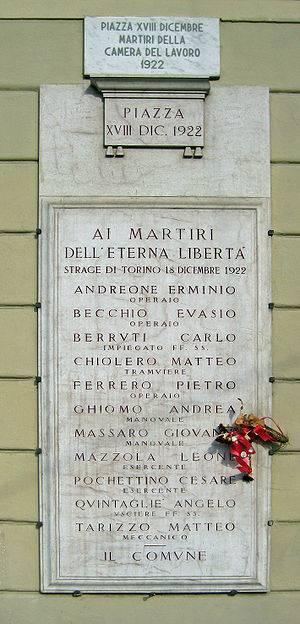 PIAZZA XVIII DICEMBRE
MARTIRI DELLA
CAMERA DEL LAVORO
1922
PIAZZA
XVIII DIC. 1922
AI MARTIRI
DELL'ETERNA LIBERTA'
STRAGE DI TORINO 18 DICEMBRE 1922
ANDREONE ERMINIO
OPERAIO
BECCHIO EVASIO
OPERAIO
BERRVTI CARLO
IMPIEGATO FF. SS.
CHIOLERO MATTEO
TRAMVIERE
FERRERO PIETRO
OPERAIO
GHIOMO ANDREA
MANOVALE
MASSARO
MANOVALE
MAZZOLA LEONE
ESERCENTE
POCHETTINO CESARE
ESERCENTE
QVINTAGLIE' ANGELO
VSCIERE FF. SS.
TARIZZO MATTEO
MECCANICO
IL COMVNE